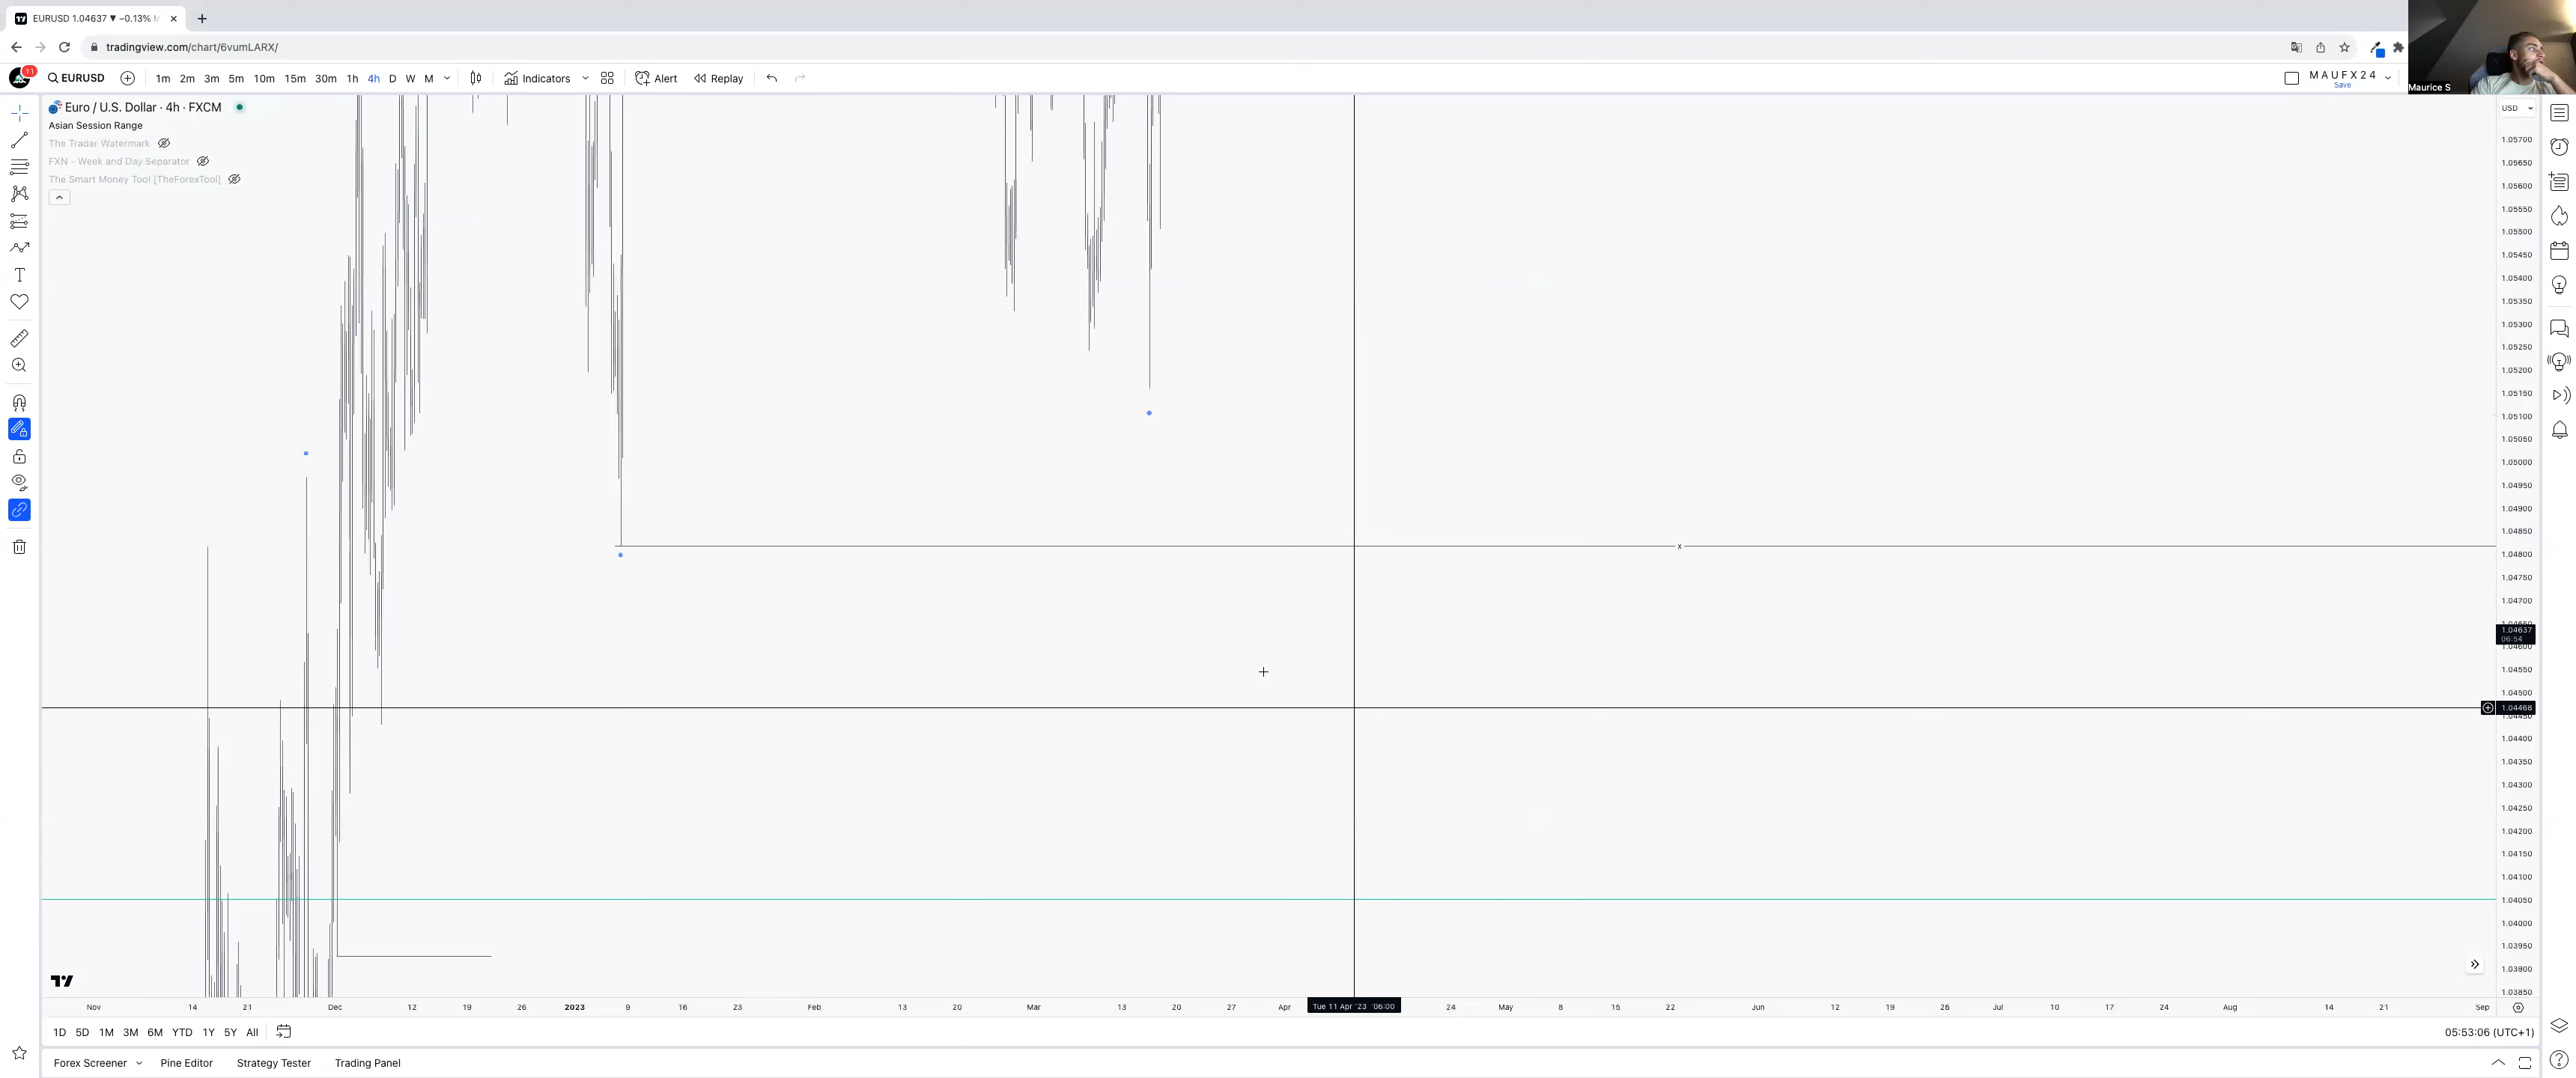 EURUSD 1.04637 ▼ −0.13%
tradingview.com/chart/6vumLARX/
11
EURUSD 1m 2m 3m 5m 10m 15m 30m 1h 4h D W M Indicators Alert Replay MAUFX24
Save
Maurice S
Euro / U.S. Dollar · 4h · FXCM
Asian Session Range
The Trader Watermark
FXN - Week and Day Separator
The Smart Money Tool [TheForexTool]
USD
1.05700
1.05650
1.05600
1.05550
1.05500
1.05450
1.05400
1.05350
1.05300
1.05250
1.05200
1.05150
1.05100
1.05050
1.05000
1.04950
1.04900
1.04850
x
1.04800
1.04750
1.04700
1.04637
06:54
1.04600
1.04550
1.04500
1.04468
1.04450
1.04400
1.04350
1.04300
1.04250
1.04200
1.04150
1.04100
1.04050
1.04000
1.03950
1.03900
1.03850
Nov 14 21 Dec 12 19 26 2023 9 16 23 Feb 13 20 Mar 13 20 27 Apr Tue 11 Apr '23 06:00 24 May 8 15 22 Jun 12 19 26 Jul 10 17 24 Aug 14 21 Sep
1D 5D 1M 3M 6M YTD 1Y 5Y All 05:53:06 (UTC+1)
Forex Screener Pine Editor Strategy Tester Trading Panel